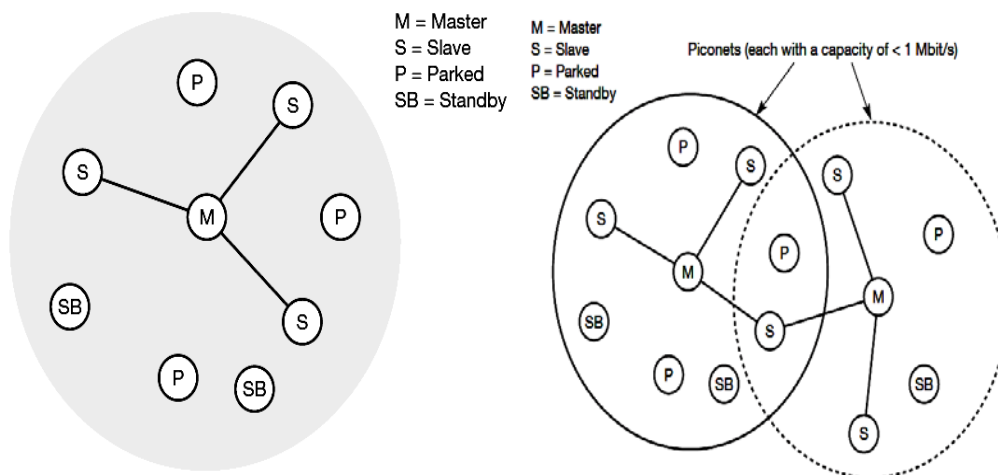 M = Master
S = Slave
P = Parked
SB = Standby
P
S
S
M
P
SB
S
P
SB
M = Master
S = Slave
P = Parked
SB = Standby
Piconets (each with a capacity of < 1 Mbit/s)
P
S
S
S
P
P
M
M
SB
S
P
SB
SB
S